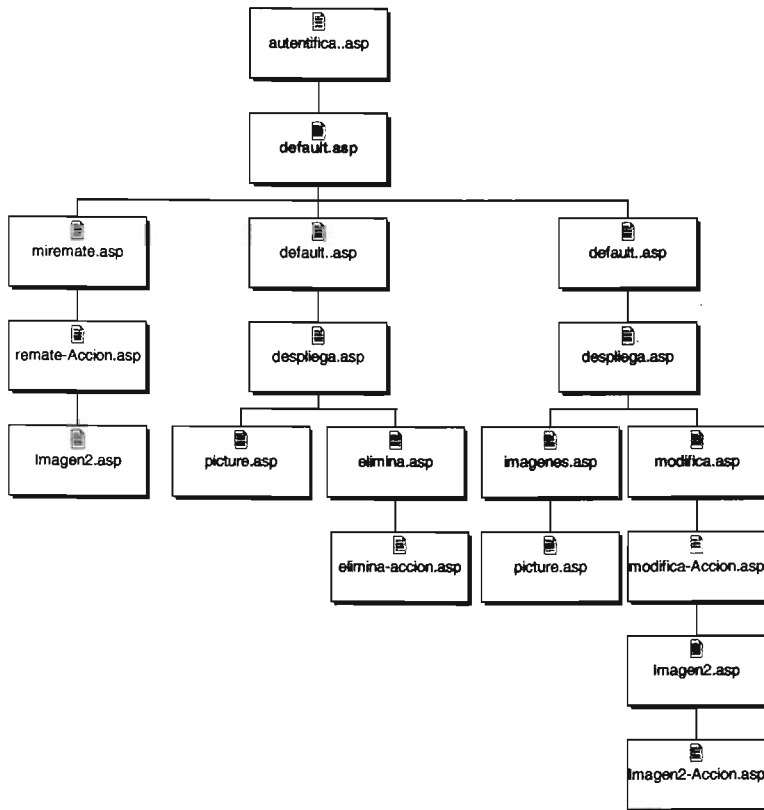 autentifica..asp
default.asp
miremate.asp
default..asp
default..asp
remate-Accion.asp
despliega.asp
despliega.asp
Imagen2.asp
picture.asp
elimina.asp
imagenes.asp
modifica.asp
elimina-accion.asp
picture.asp
modifica-Accion.asp
Imagen2.asp
Imagen2-Accion.asp